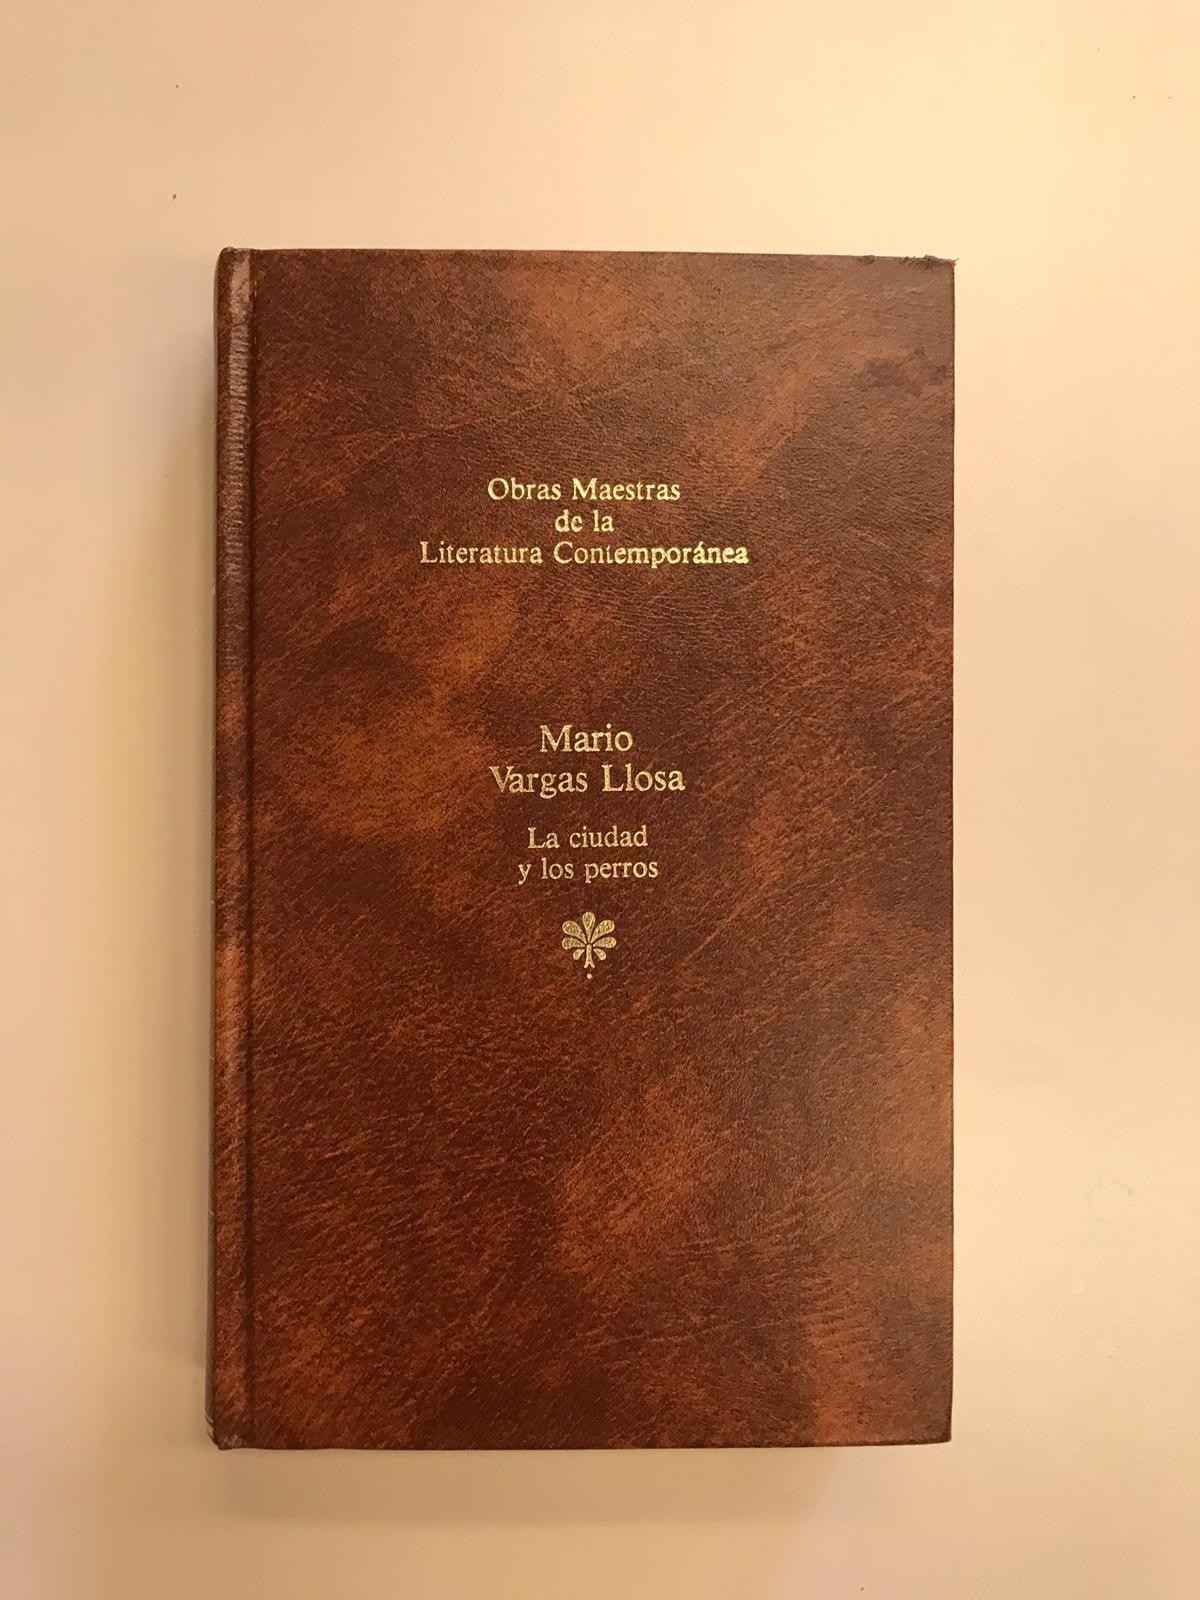 Obras Maestras
de la
Literatura Contemporánea
Mario
Vargas Llosa
La ciudad
y los perros